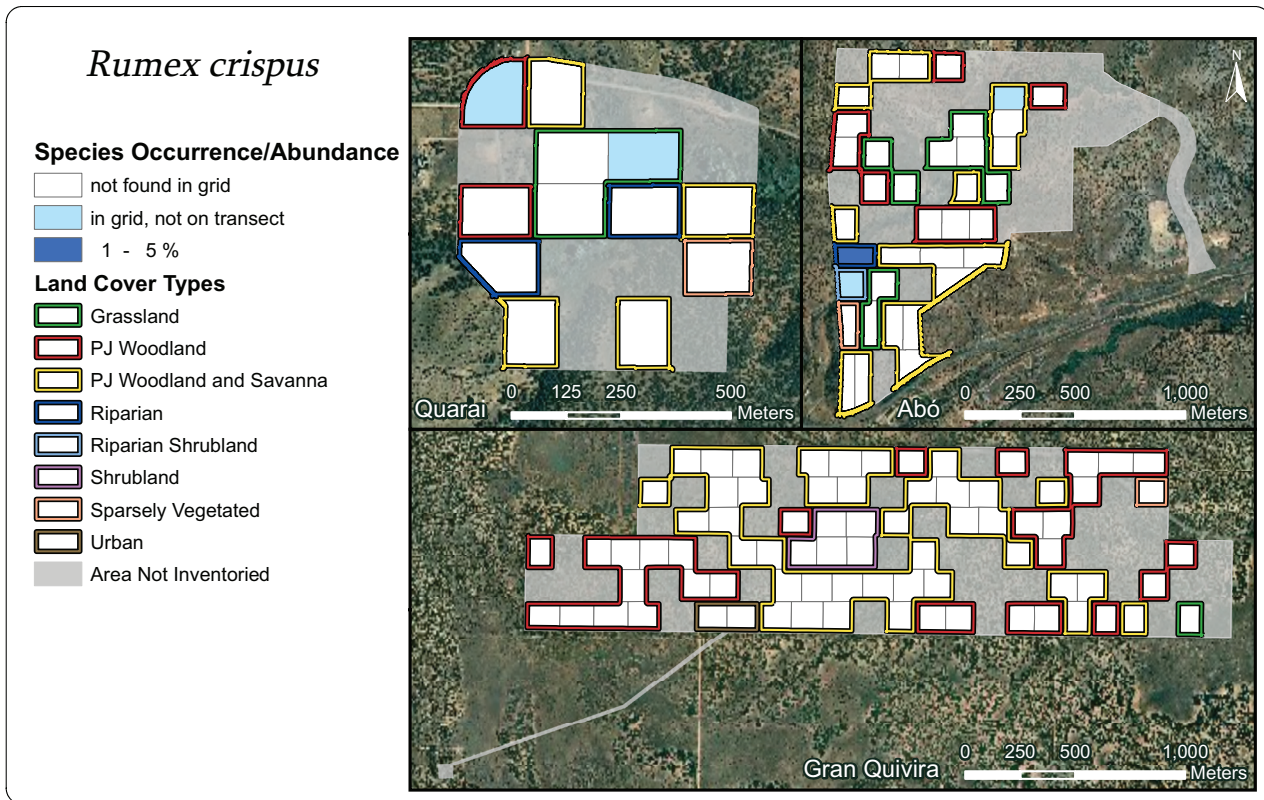 Rumex crispus
Species Occurrence/Abundance
not found in grid
in grid, not on transect
1 - 5 %
Land Cover Types
Grassland
PJ Woodland
PJ Woodland and Savanna
Riparian
Riparian Shrubland
Shrubland
Sparsely Vegetated
Urban
Area Not Inventoried
0 125 250 500
Quarai Meters
N
0 250 500 1,000
Abó Meters
0 250 500 1,000
Gran Quivira Meters